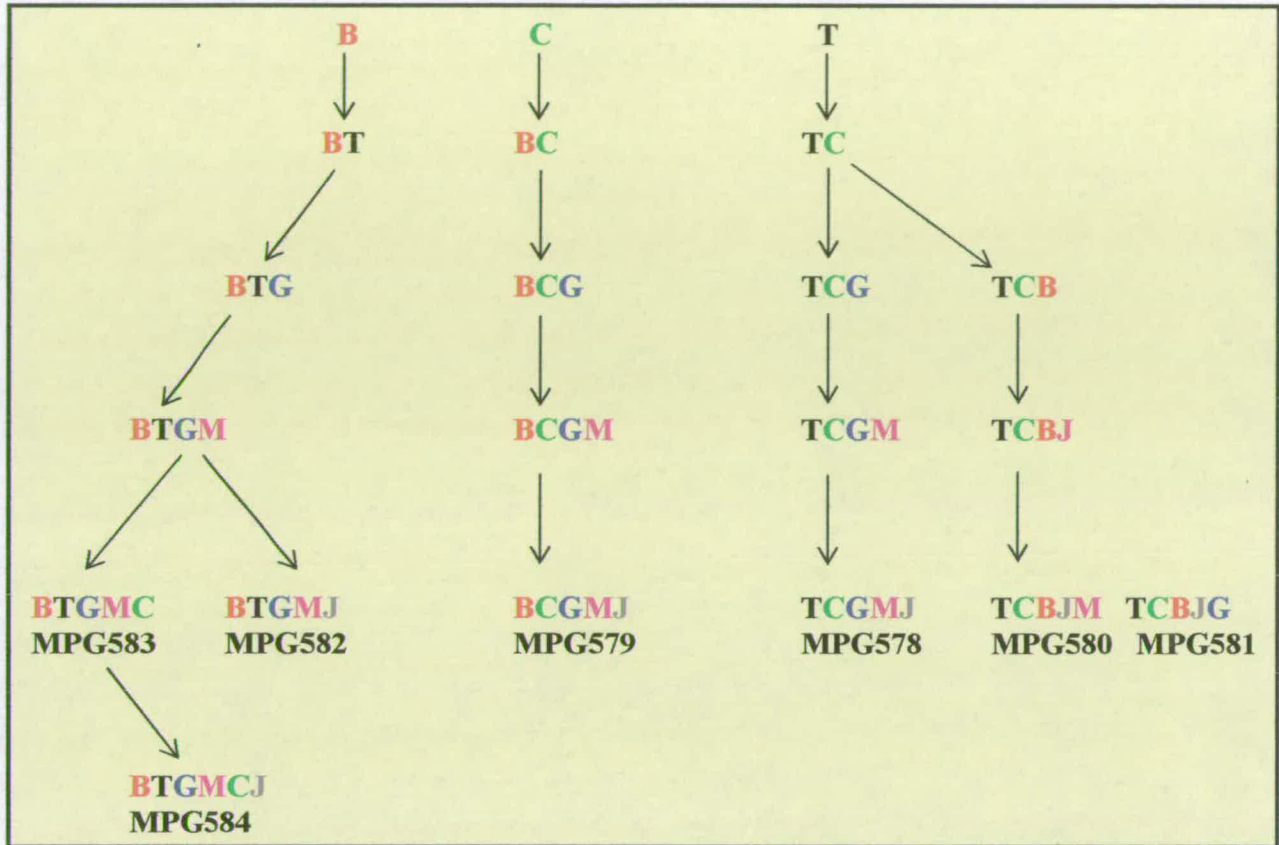 B C T
BT BC TC
BTG BCG TCG TCB
BTGM BCGM TCGM TCBJ
BTGMC BTGMJ BCGMJ TCGMJ TCBJM TCBJG
MPG583 MPG582 MPG579 MPG578 MPG580 MPG581
BTGMCJ
MPG584